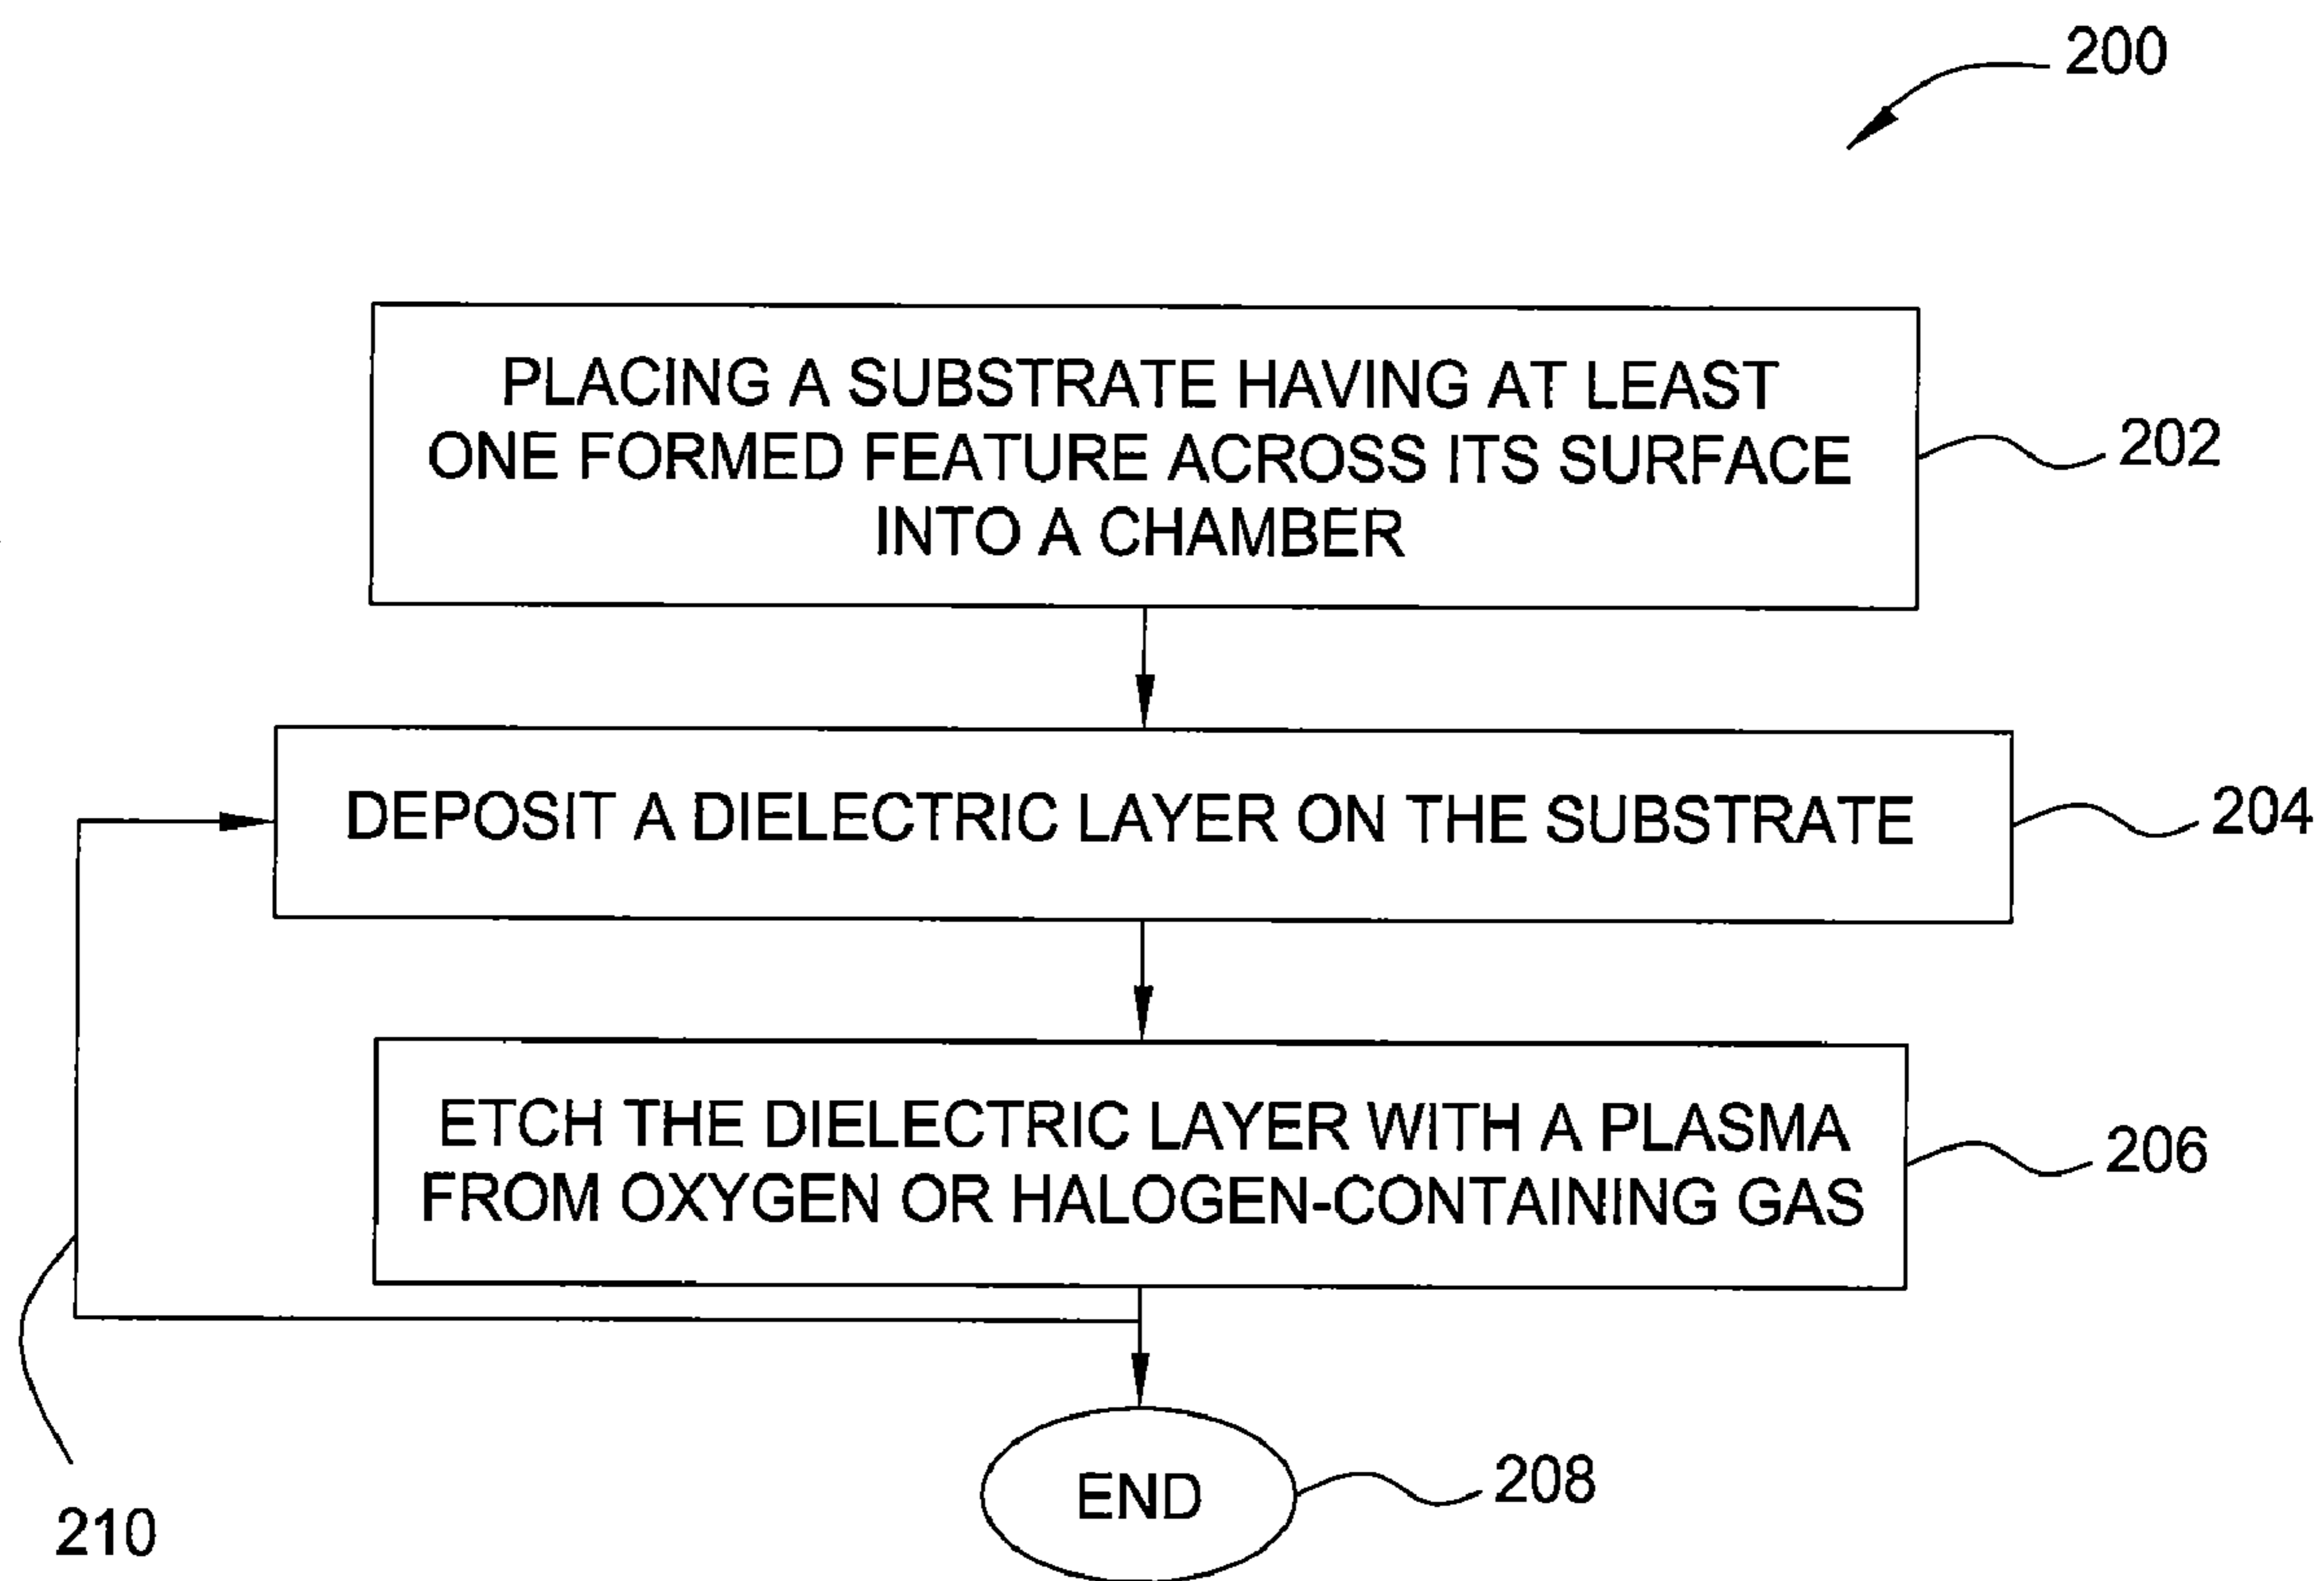 200
PLACING A SUBSTRATE HAVING AT LEAST
ONE FORMED FEATURE ACROSS ITS SURFACE
INTO A CHAMBER
202
DEPOSIT A DIELECTRIC LAYER ON THE SUBSTRATE
204
ETCH THE DIELECTRIC LAYER WITH A PLASMA
FROM OXYGEN OR HALOGEN-CONTAINING GAS
206
END
208
210